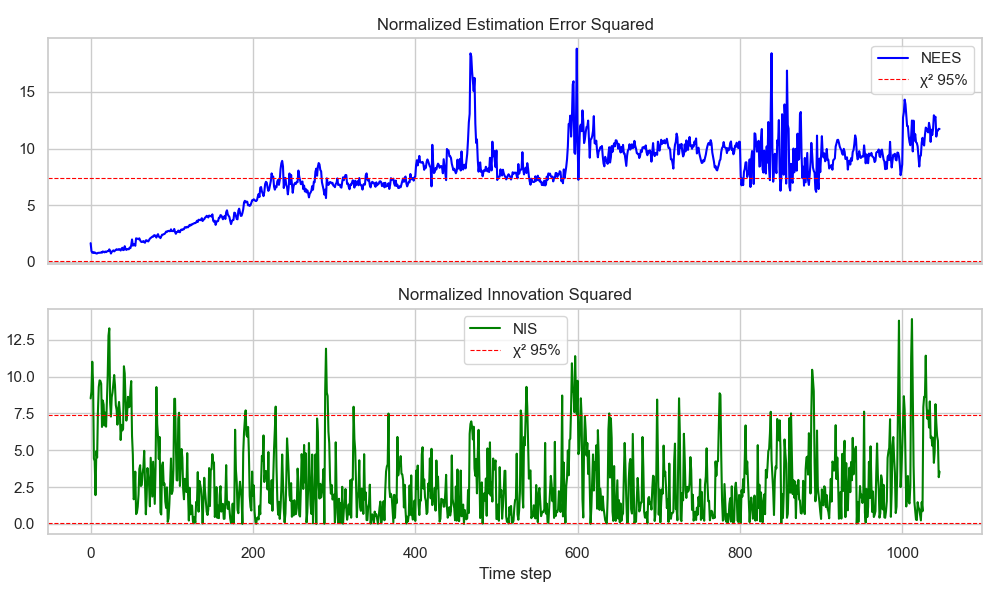 Normalized Estimation Error Squared
NEES
χ² 95%
15
10
5
0
Normalized Innovation Squared
NIS
χ² 95%
12.5
10.0
7.5
5.0
2.5
0.0
0 200 400 600 800 1000
Time step